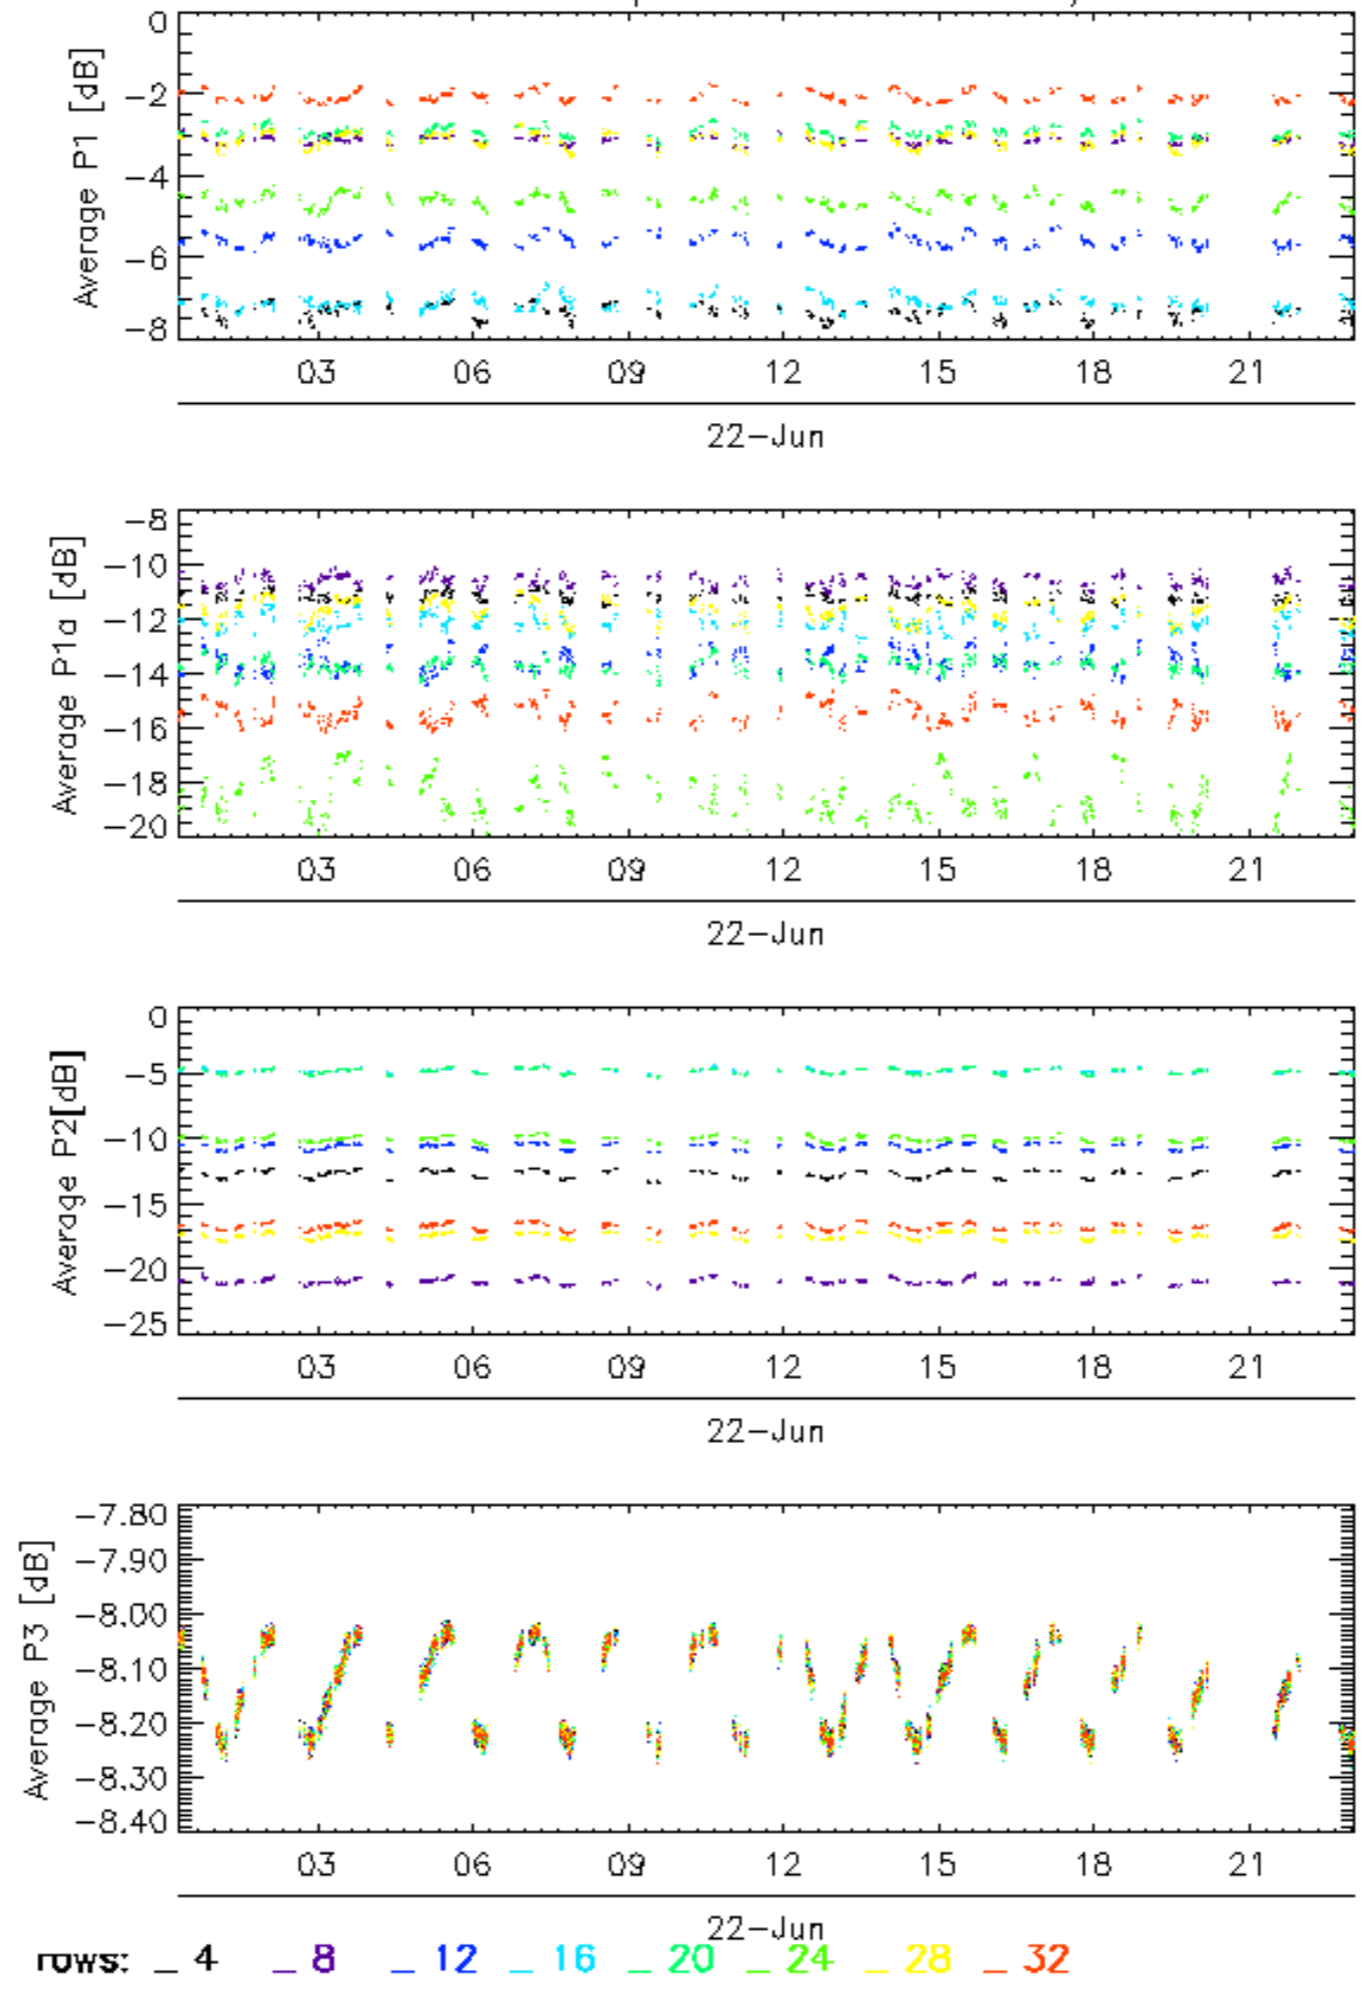 0
-2
-4
-6
-8
Average P1 [dB]
03 06 09 12 15 18 21
22-Jun
-8
-10
-12
-14
-16
-18
-20
Average P1a [dB]
03 06 09 12 15 18 21
22-Jun
0
-5
-10
-15
-20
-25
Average P2[dB]
03 06 09 12 15 18 21
22-Jun
-7.80
-7.90
-8.00
-8.10
-8.20
-8.30
-8.40
Average P3 [dB]
03 06 09 12 15 18 21
22-Jun
rows: _ 4 _ 8 _ 12 _ 16 _ 20 _ 24 _ 28 _ 32